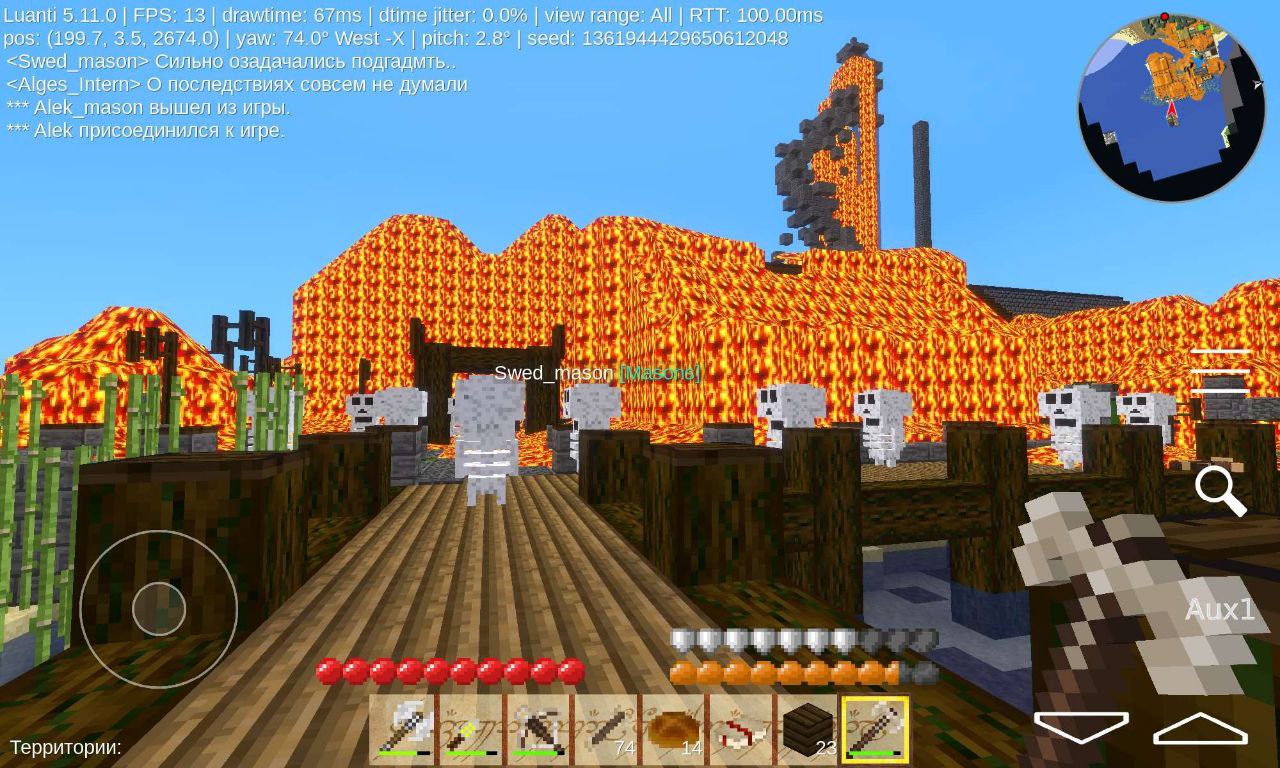 Luanti 5.11.0 | FPS: 13 | drawtime: 67ms | dtime jitter: 0.0% | view range: All | RTT: 100.00ms
pos: (199.7, 3.5, 2674.0) | yaw: 74.0° West -X | pitch: 2.8° | seed: 1361944429650612048
<Swed_mason> Сильно озадачались подгадмть..
<Alges_Intern> О последствиях совсем не думали
*** Alek_mason вышел из игры.
*** Alek присоединился к игре.
Swed_mason [Masons]
Aux1
74 14 23
Территории: